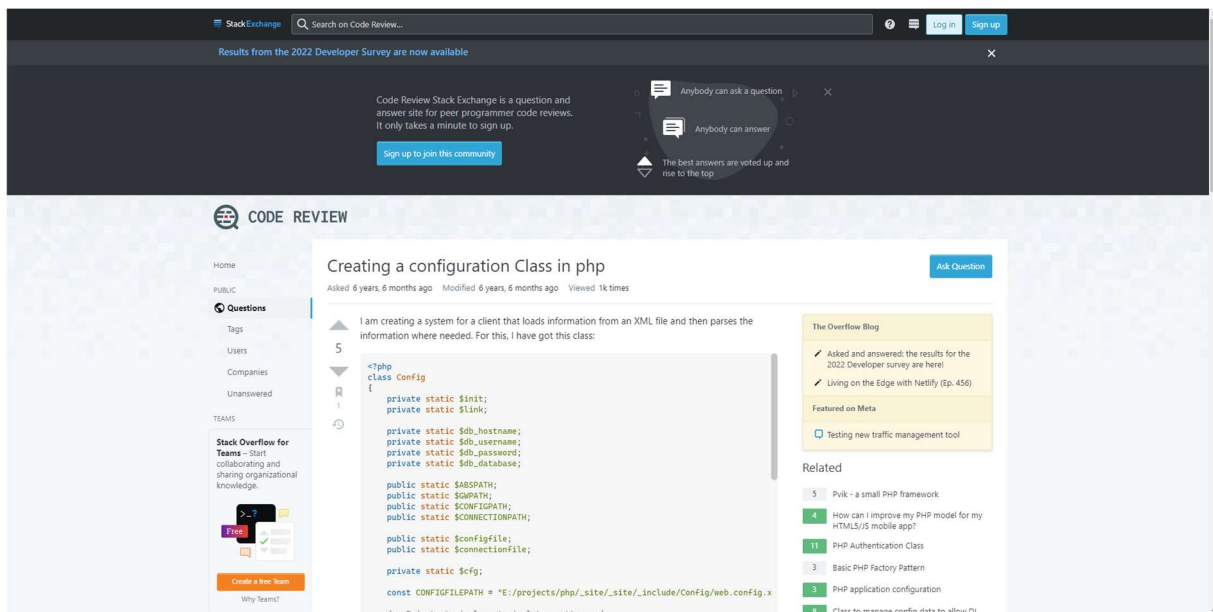 StackExchange
Search on Code Review...
Log in
Sign up
Results from the 2022 Developer Survey are now available
Code Review Stack Exchange is a question and
answer site for peer programmer code reviews.
It only takes a minute to sign up.
Sign up to join this community
Anybody can ask a question
Anybody can answer
The best answers are voted up and
rise to the top
CODE REVIEW
Home
PUBLIC
Questions
Tags
Users
Companies
Unanswered
TEAMS
Stack Overflow for
Teams – Start
collaborating and
sharing organizational
knowledge.
>_?
Free
Create a free Team
Why Teams?
Creating a configuration Class in php
Ask Question
Asked 6 years, 6 months ago Modified 6 years, 6 months ago Viewed 1k times
5
1
I am creating a system for a client that loads information from an XML file and then parses the
information where needed. For this, I have got this class:
<?php
class Config
{
private static $init;
private static $link;
private static $db_hostname;
private static $db_username;
private static $db_password;
private static $db_database;
public static $ABSPATH;
public static $GWPATH;
public static $CONFIGPATH;
public static $CONNECTIONPATH;
public static $configfile;
public static $connectionfile;
private static $cfg;
const CONFIGFILEPATH = "E:/projects/php/_site/_site/_include/Config/web.config.x
The Overflow Blog
Asked and answered: the results for the
2022 Developer survey are here!
Living on the Edge with Netlify (Ep. 456)
Featured on Meta
Testing new traffic management tool
Related
5 Pvik - a small PHP framework
4 How can I improve my PHP model for my
HTML5/JS mobile app?
11 PHP Authentication Class
3 Basic PHP Factory Pattern
3 PHP application configuration
8 Class to manage config data to allow DI